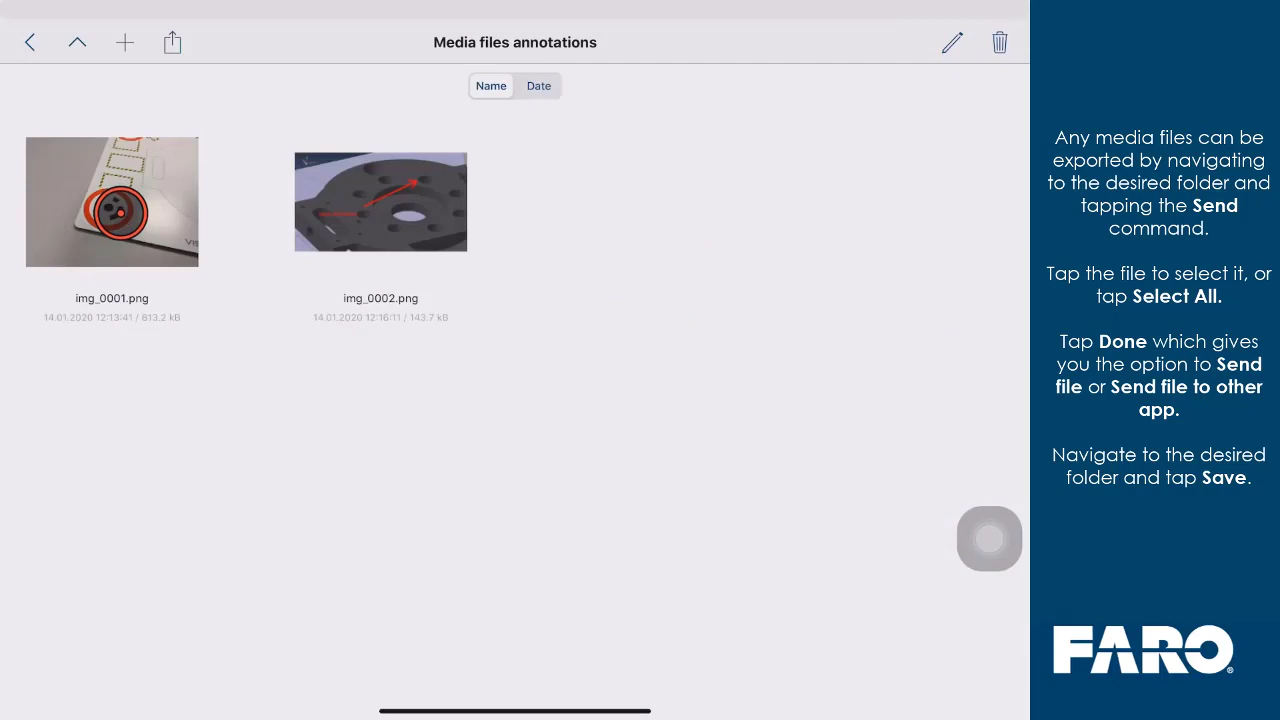 Media files annotations
Name
Date
img_0001.png
14.01.2020 12:13:41 / 813.2 kB
img_0002.png
14.01.2020 12:16:11 / 143.7 kB
Any media files can be
exported by navigating
to the desired folder and
tapping the Send
command.
Tap the file to select it, or
tap Select All.
Tap Done which gives
you the option to Send
file or Send file to other
app.
Navigate to the desired
folder and tap Save.
FARO®